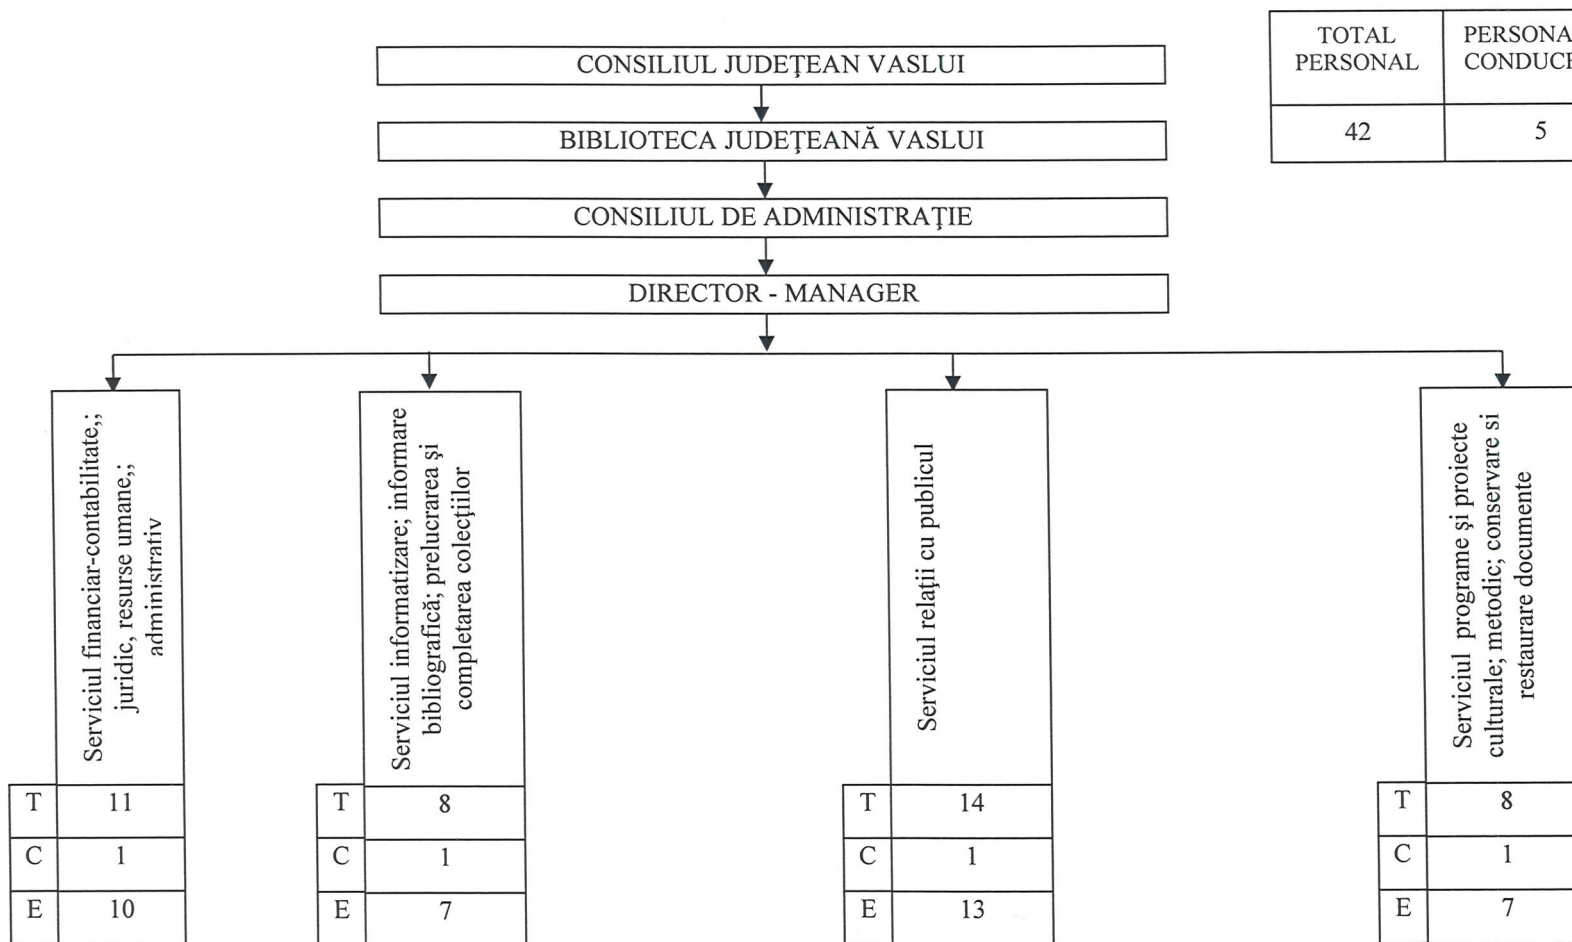 TOTAL
PERSONAL
42
5
CONSILIUL JUDEŢEAN VASLUI
BIBLIOTECA JUDEŢEANĂ VASLUI
CONSILIUL DE ADMINISTRAŢIE
DIRECTOR - MANAGER
Serviciul financiar-contabilitate,;
juridic, resurse umane,;
administrativ
T 11
C 1
E 10
Serviciul informatizare; informare
bibliografică; prelucrarea şi
completarea colecţiilor
T 8
C 1
E 7
Serviciul relaţii cu publicul
T 14
C 1
E 13
Serviciul programe şi proiecte
culturale; metodic; conservare si
restaurare documente
T 8
C 1
E 7